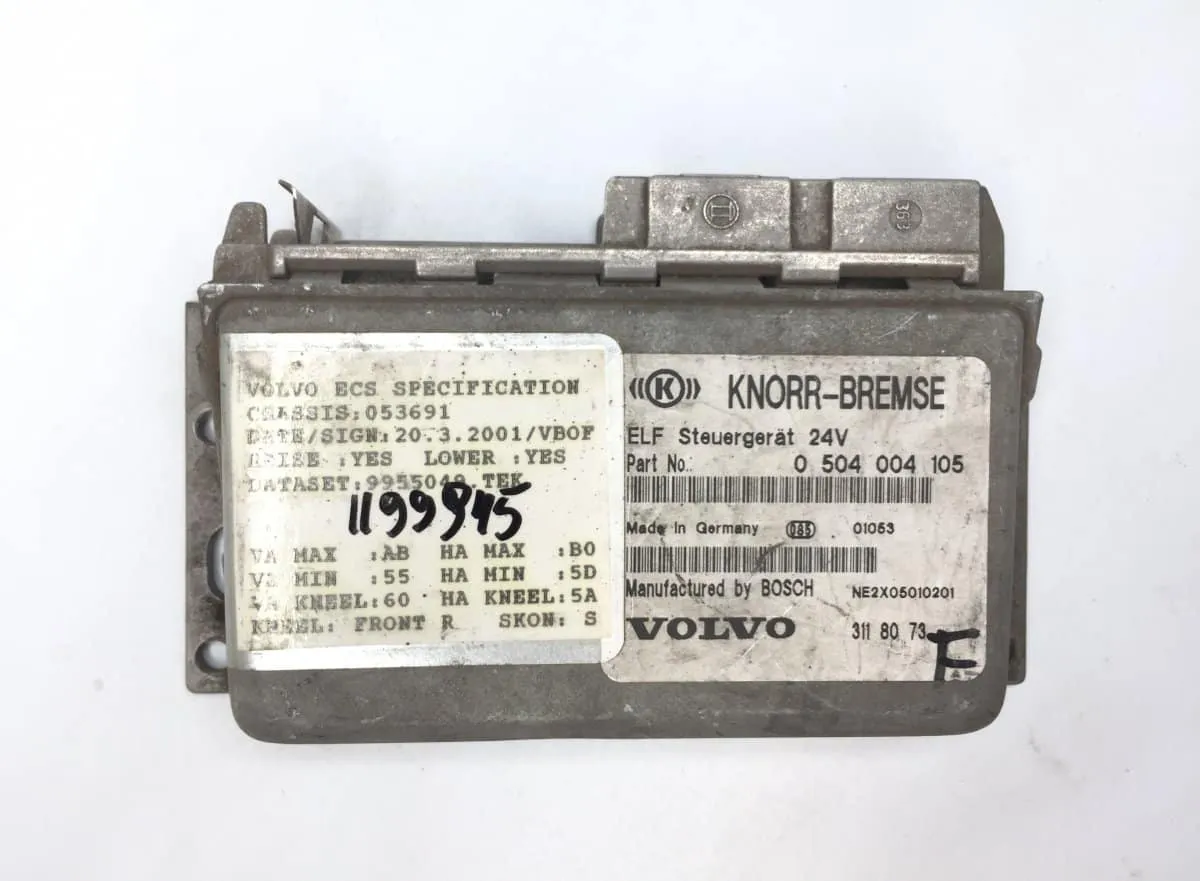 363
VOLVO ECS SPECIFICATION
CHASSIS:053691
DATE/SIGN:20.3.2001/VBOF
REISE :YES LOWER :YES
DATASET:9955049.TEK
1199945
VA MAX :AB HA MAX :B0
VA MIN :55 HA MIN :5D
VA KNEEL:60 HA KNEEL:5A
KNEEL: FRONT R SKON: S
K KNORR-BREMSE
ELF Steuergerät 24V
Part No.: 0 504 004 105
Made in Germany 085 01053
Manufactured by BOSCH NE2X05010201
VOLVO 311 80 73
F